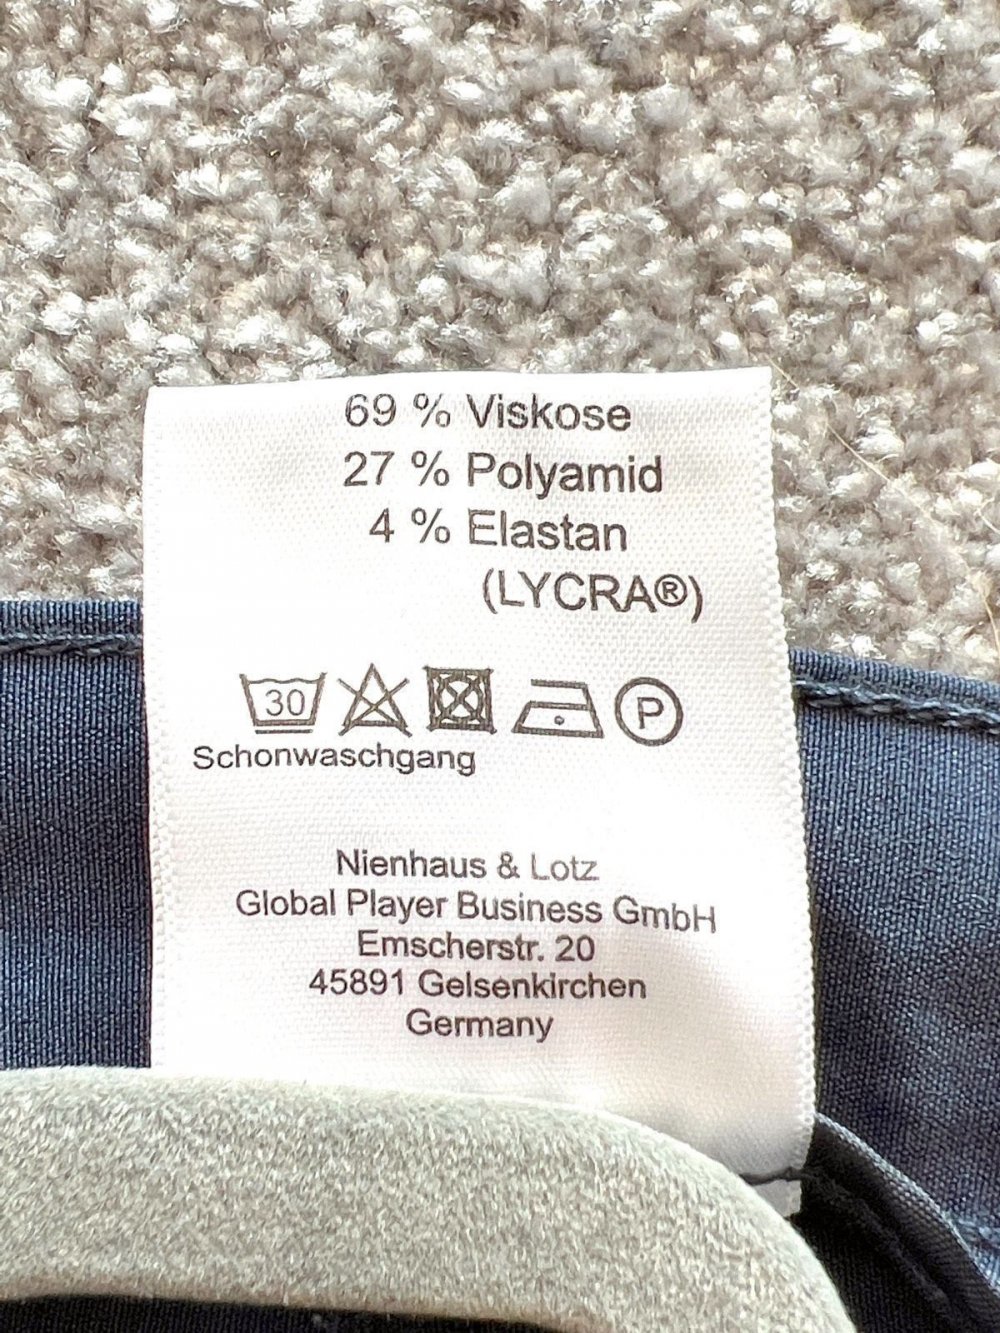 69 % Viskose
27 % Polyamid
4 % Elastan
(LYCRA®)
30 P
Schonwaschgang
Nienhaus & Lotz
Global Player Business GmbH
Emscherstr. 20
45891 Gelsenkirchen
Germany